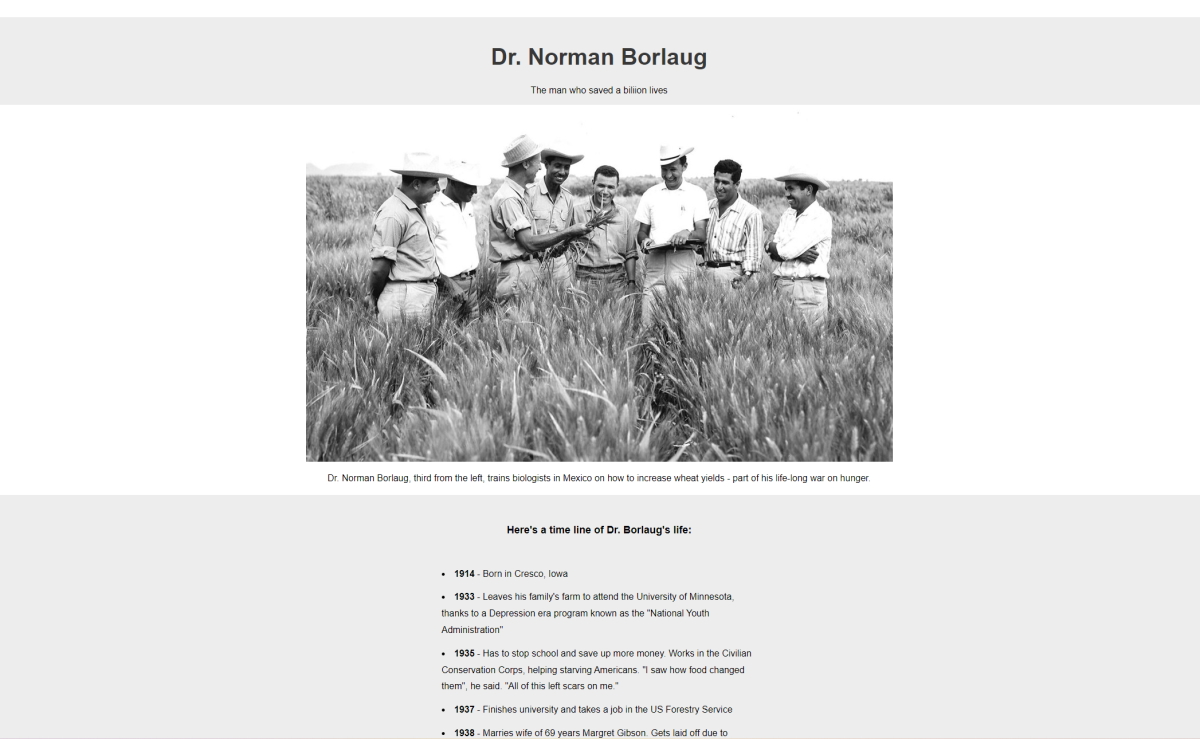 Dr. Norman Borlaug
The man who saved a biliion lives
Dr. Norman Borlaug, third from the left, trains biologists in Mexico on how to increase wheat yields - part of his life-long war on hunger.
Here's a time line of Dr. Borlaug's life:
• 1914 - Born in Cresco, Iowa
• 1933 - Leaves his family's farm to attend the University of Minnesota,
thanks to a Depression era program known as the "National Youth
Administration"
• 1935 - Has to stop school and save up more money. Works in the Civilian
Conservation Corps, helping starving Americans. "I saw how food changed
them", he said. "All of this left scars on me."
• 1937 - Finishes university and takes a job in the US Forestry Service
• 1938 - Marries wife of 69 years Margret Gibson. Gets laid off due to